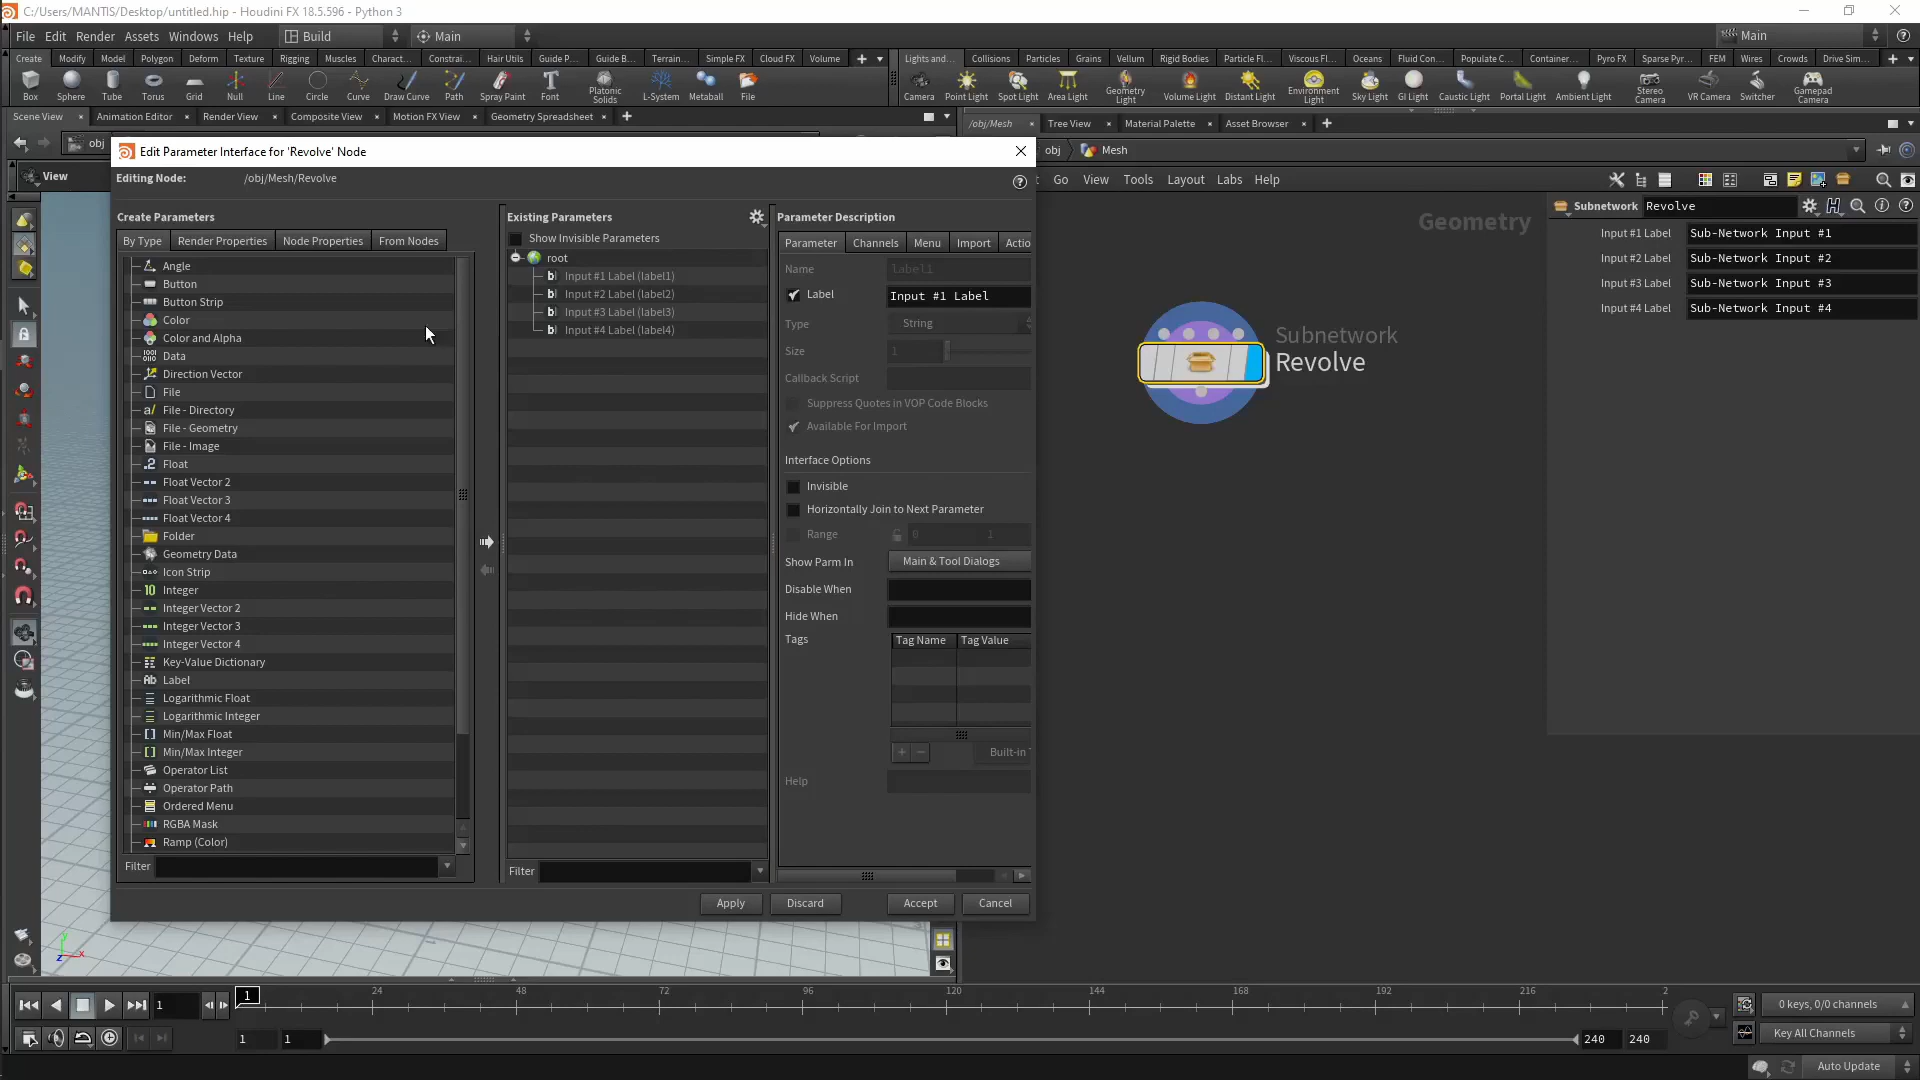 C:/Users/MANTIS/Desktop/untitled.hip - Houdini FX 18.5.596 - Python 3
File Edit Render Assets Windows Help Build Main Main
Create Modify Model Polygon Deform Texture Rigging Muscles Charact... Constrai... Hair Utils Guide P... Guide B... Terrain... Simple FX Cloud FX Volume
Lights and... Collisions Particles Grains Vellum Rigid Bodies Particle Fl... Viscous Fl... Oceans Fluid Con... Populate C... Container... Pyro FX Sparse Pyr... FEM Wires Crowds Drive Sim...
Box Sphere Tube Torus Grid Null Line Circle Curve Draw Curve Path Spray Paint Font Platonic Solids L-System Metaball File
Camera Point Light Spot Light Area Light Geometry Light Volume Light Distant Light Environment Light Sky Light GI Light Caustic Light Portal Light Ambient Light Stereo Camera VR Camera Switcher Gamepad Camera
Scene View Animation Editor Render View Composite View Motion FX View Geometry Spreadsheet
/obj/Mesh Tree View Material Palette Asset Browser
obj
obj Mesh
View
Go View Tools Layout Labs Help
Edit Parameter Interface for 'Revolve' Node
Editing Node: /obj/Mesh/Revolve
Create Parameters
By Type Render Properties Node Properties From Nodes
Angle
Button
Button Strip
Color
Color and Alpha
Data
Direction Vector
File
File - Directory
File - Geometry
File - Image
Float
Float Vector 2
Float Vector 3
Float Vector 4
Folder
Geometry Data
Icon Strip
Integer
Integer Vector 2
Integer Vector 3
Integer Vector 4
Key-Value Dictionary
Label
Logarithmic Float
Logarithmic Integer
Min/Max Float
Min/Max Integer
Operator List
Operator Path
Ordered Menu
RGBA Mask
Ramp (Color)
Filter
Existing Parameters
Show Invisible Parameters
root
Input #1 Label (label1)
Input #2 Label (label2)
Input #3 Label (label3)
Input #4 Label (label4)
Filter
Parameter Description
Parameter Channels Menu Import Actio
Name label1
Label Input #1 Label
Type String
Size 1
Callback Script
Suppress Quotes in VOP Code Blocks
Available For Import
Interface Options
Invisible
Horizontally Join to Next Parameter
Range 0 1
Show Parm In Main & Tool Dialogs
Disable When
Hide When
Tags Tag Name Tag Value
Built-in
Help
Apply Discard Accept Cancel
Geometry
Subnetwork
Revolve
Subnetwork Revolve
Input #1 Label Sub-Network Input #1
Input #2 Label Sub-Network Input #2
Input #3 Label Sub-Network Input #3
Input #4 Label Sub-Network Input #4
1 1 24 48 72 96 120 144 168 192 216 2
0 keys, 0/0 channels
1 1 240 240
Key All Channels
Auto Update